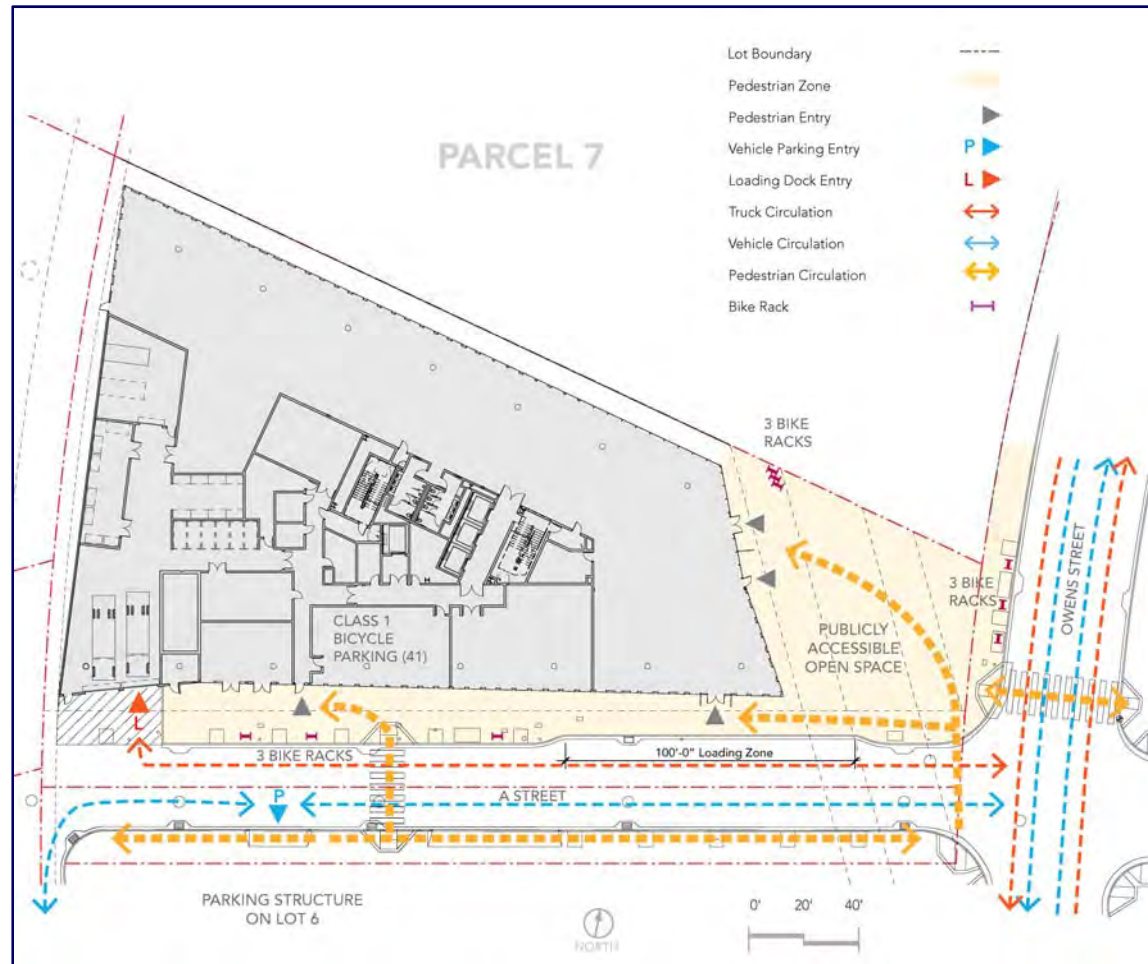 Lot Boundary
Pedestrian Zone
Pedestrian Entry
Vehicle Parking Entry
P
Loading Dock Entry
L
Truck Circulation
Vehicle Circulation
Pedestrian Circulation
Bike Rack
PARCEL 7
3 BIKE
RACKS
3 BIKE
RACKS
OWENS STREET
CLASS 1
BICYCLE
PARKING (41)
PUBLICLY
ACCESSIBLE
OPEN SPACE
L
3 BIKE RACKS
100'-0" Loading Zone
P
A STREET
PARKING STRUCTURE
ON LOT 6
NORTH
0' 20' 40'